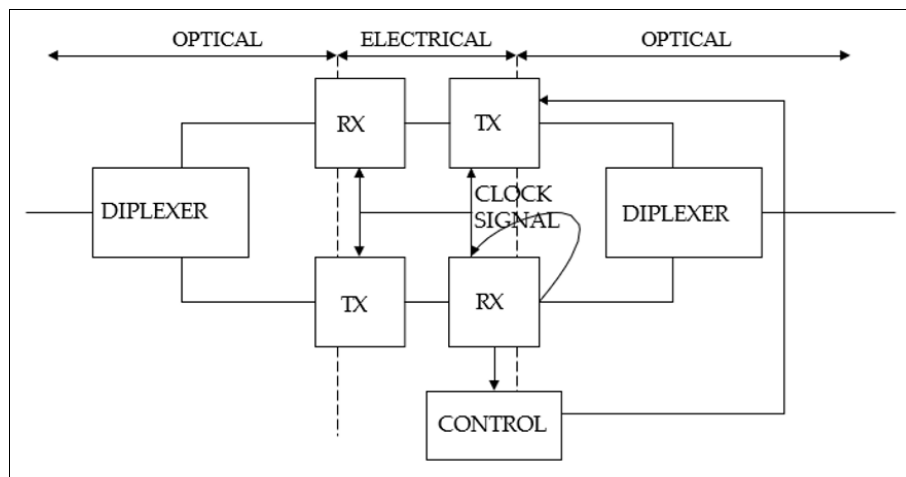 OPTICAL
ELECTRICAL
OPTICAL
RX
TX
DIPLEXER
CLOCK
SIGNAL
DIPLEXER
TX
RX
CONTROL